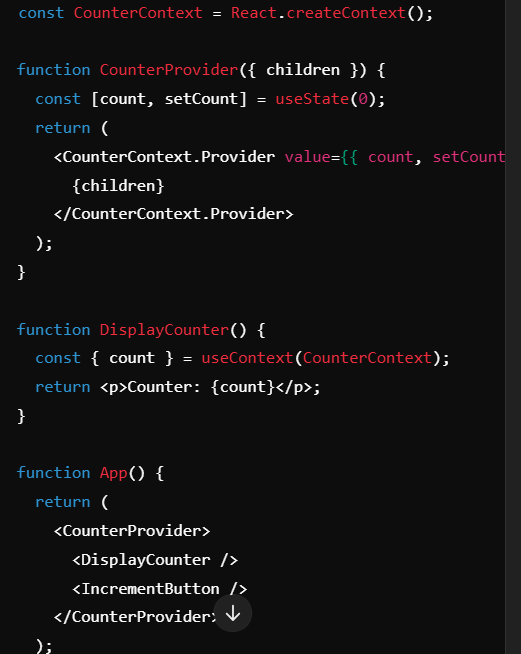 const CounterContext = React.createContext();
function CounterProvider({ children }) {
const [count, setCount] = useState(0);
return (
<CounterContext.Provider value={{ count, setCount
{children}
</CounterContext.Provider>
);
}
function DisplayCounter() {
const { count } = useContext(CounterContext);
return <p>Counter: {count}</p>;
}
function App() {
return (
<CounterProvider>
<DisplayCounter />
<IncrementButton />
</CounterProvider>
);